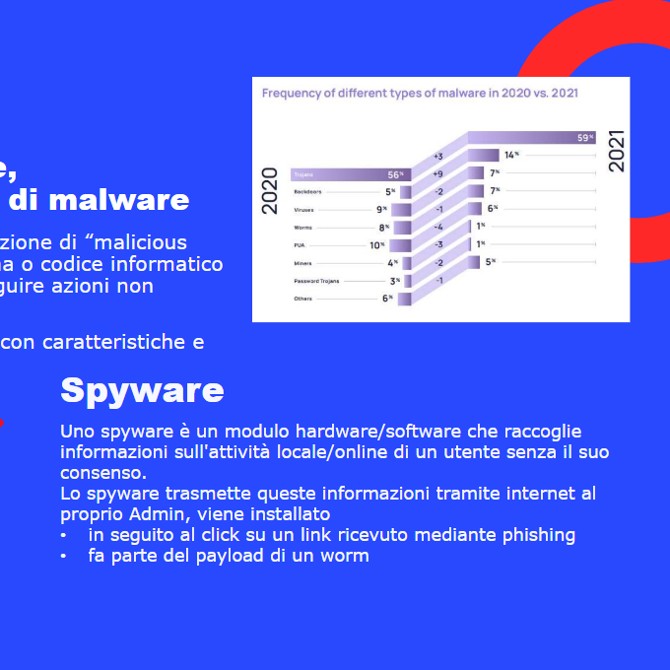 e,
di malware
zione di “malicious
na o codice informatico
guire azioni non
con caratteristiche e
Frequency of different types of malware in 2020 vs. 2021
2020
2021
Trojans 56% +3 59%
Backdoors 5% +9 14%
Viruses 9% -2 7%
Worms 8% -1 7%
PUA 10% -4 6%
Miners 4% -3 1%
Password Trojans 3% -2 1%
Others 6% -1 5%
Spyware
Uno spyware è un modulo hardware/software che raccoglie
informazioni sull'attività locale/online di un utente senza il suo
consenso.
Lo spyware trasmette queste informazioni tramite internet al
proprio Admin, viene installato
• in seguito al click su un link ricevuto mediante phishing
• fa parte del payload di un worm